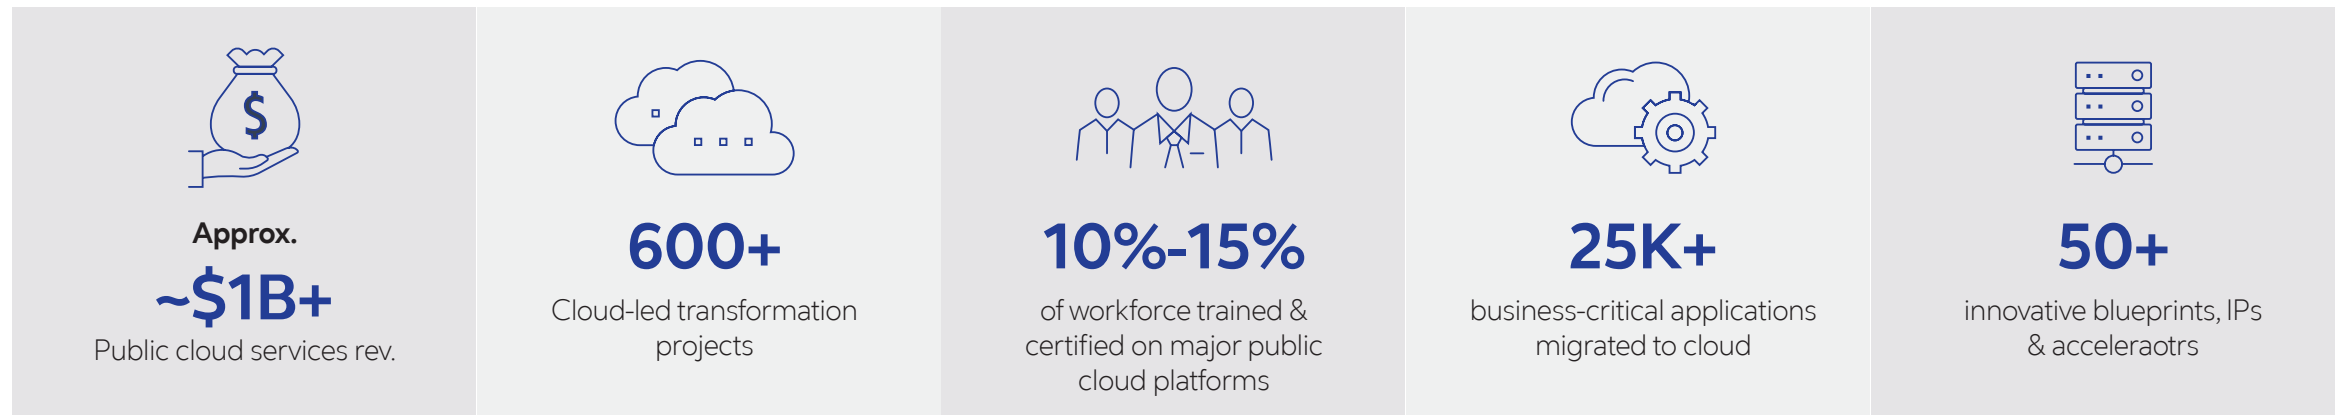 $
Approx.
~$1B+
Public cloud services rev.
600+
Cloud-led transformation
projects
10%-15%
of workforce trained &
certified on major public
cloud platforms
25K+
business-critical applications
migrated to cloud
50+
innovative blueprints, IPs
& acceleraotrs